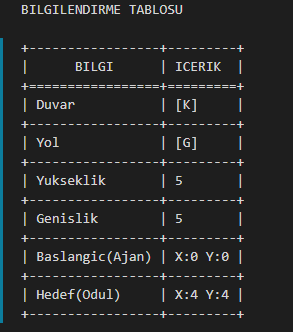 BILGILENDIRME TABLOSU
BILGI ICERIK
Duvar [K]
Yol [G]
Yukseklik 5
Genislik 5
Baslangic(Ajan) X:0 Y:0
Hedef(Odul) X:4 Y:4